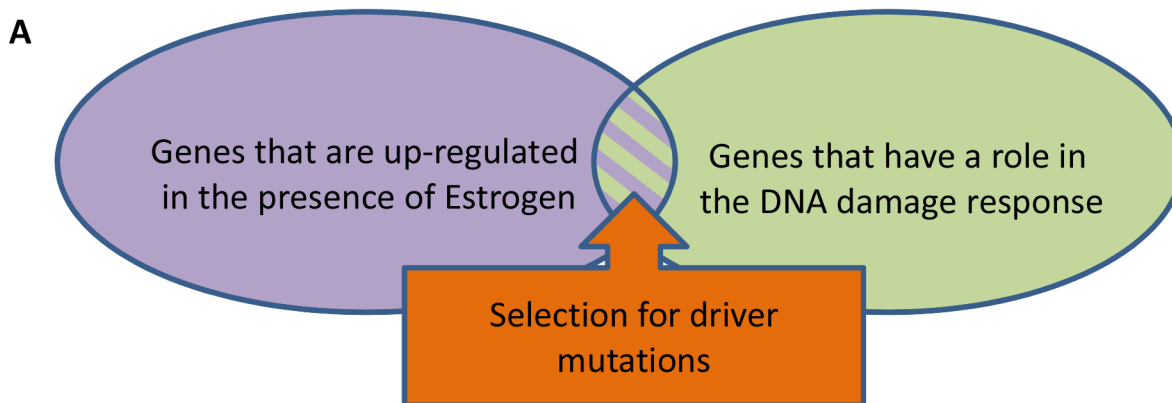 A
Genes that are up-regulated
in the presence of Estrogen
Genes that have a role in
the DNA damage response
Selection for driver
mutations